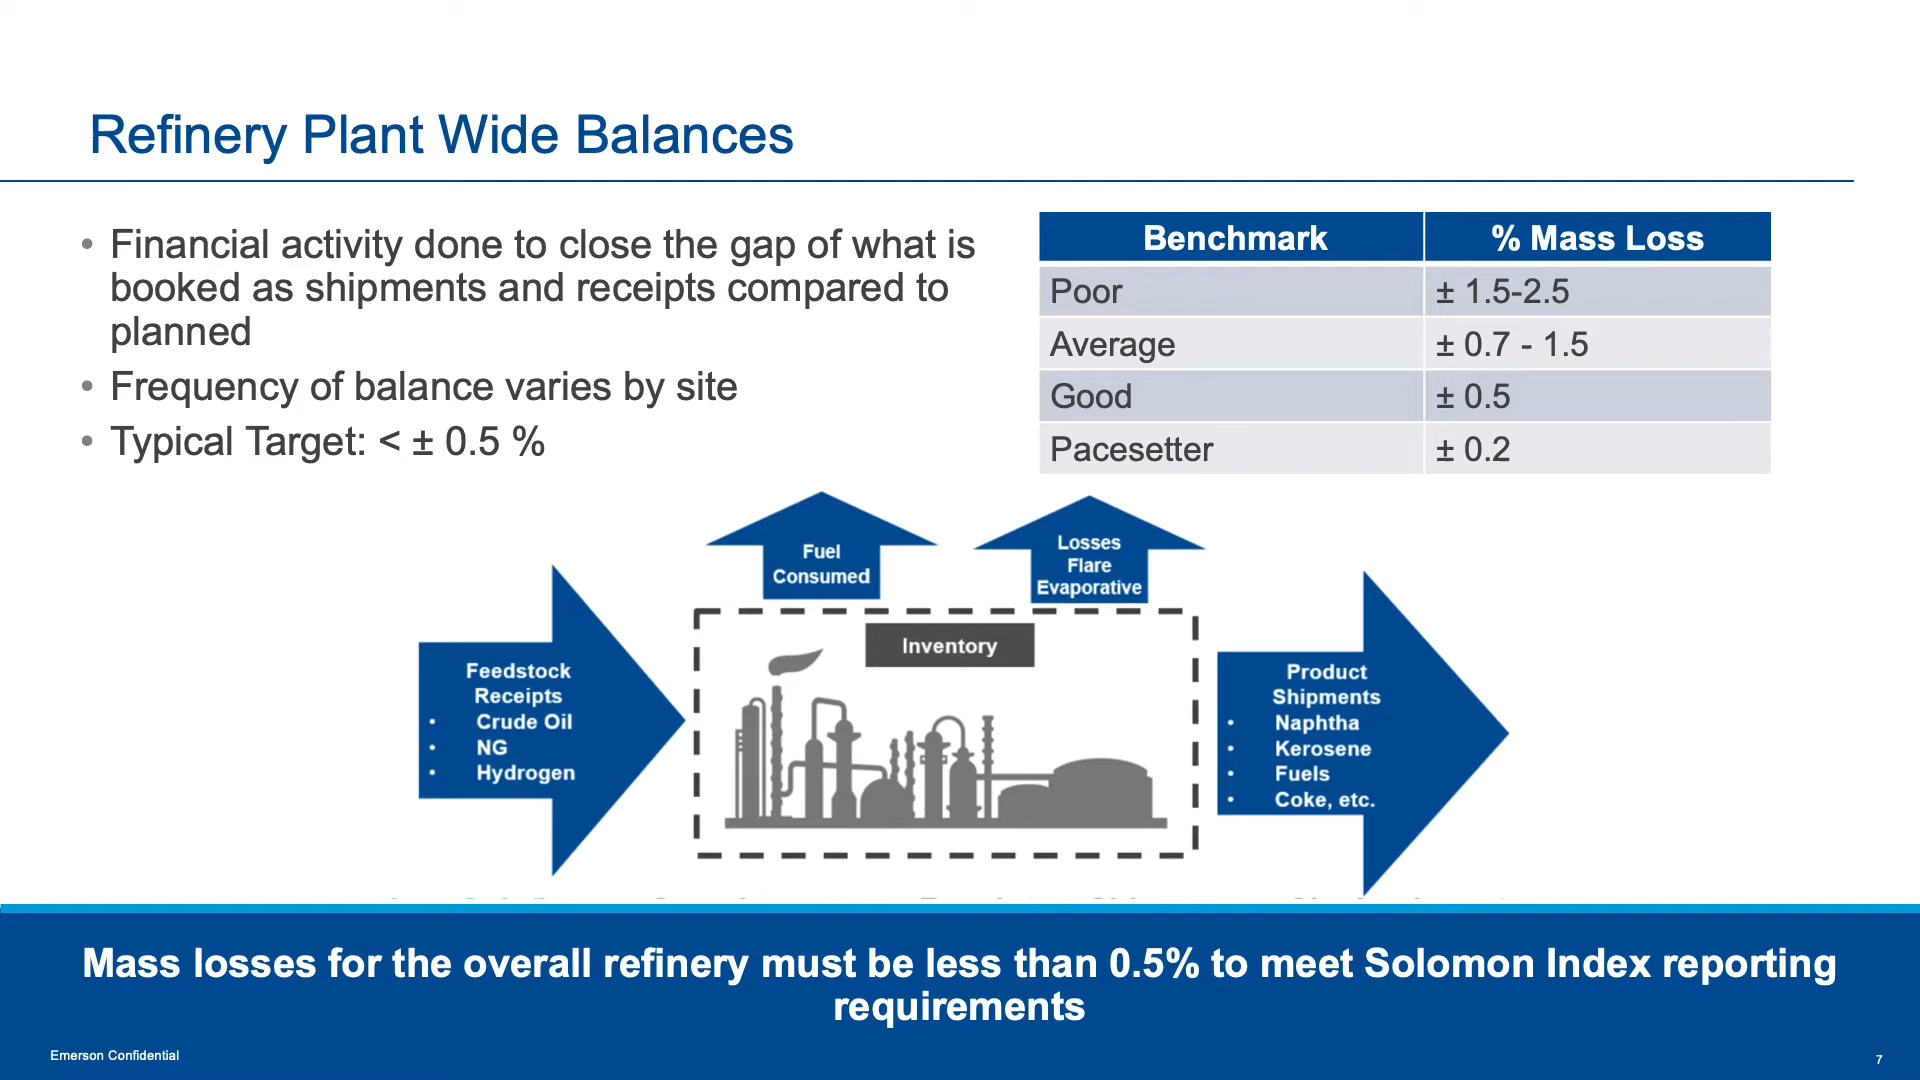 Refinery Plant Wide Balances
• Financial activity done to close the gap of what is
booked as shipments and receipts compared to
planned
• Frequency of balance varies by site
• Typical Target: < ± 0.5 %
Benchmark % Mass Loss
Poor ± 1.5-2.5
Average ± 0.7 - 1.5
Good ± 0.5
Pacesetter ± 0.2
Fuel
Consumed
Losses
Flare
Evaporative
Feedstock
Receipts
• Crude Oil
• NG
• Hydrogen
Inventory
Product
Shipments
• Naphtha
• Kerosene
• Fuels
• Coke, etc.
Mass losses for the overall refinery must be less than 0.5% to meet Solomon Index reporting
requirements
Emerson Confidential
7